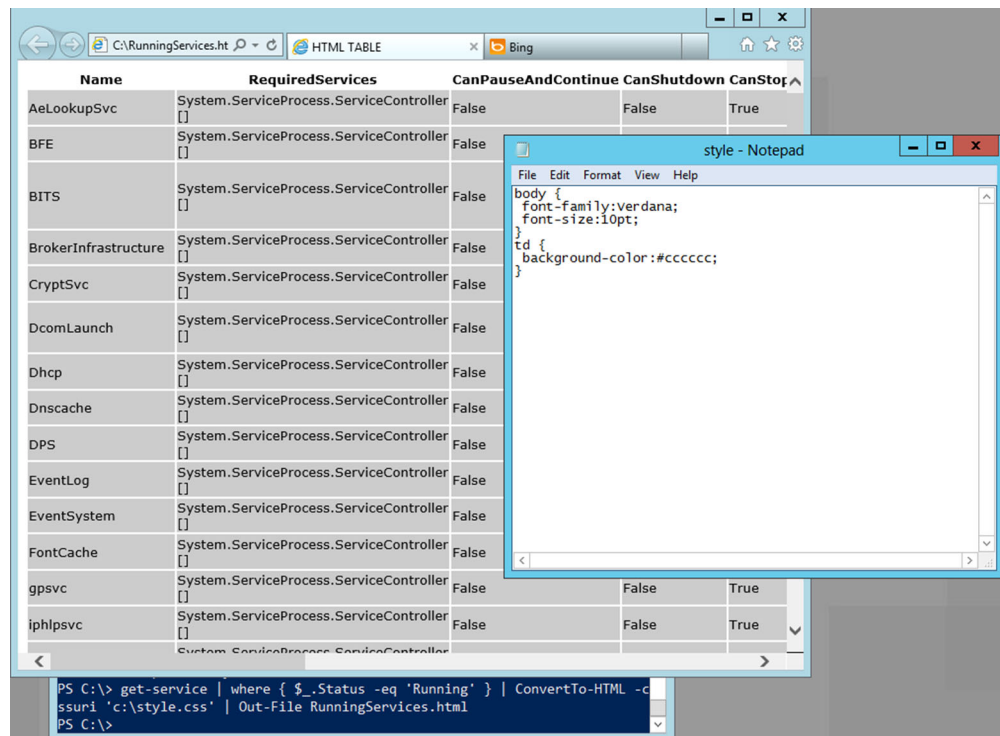 C:\RunningServices.ht
HTML TABLE
Bing
Name RequiredServices CanPauseAndContinue CanShutdown CanStop
AeLookupSvc System.ServiceProcess.ServiceController[] False False True
BFE System.ServiceProcess.ServiceController[] False
BITS System.ServiceProcess.ServiceController[] False
BrokerInfrastructure System.ServiceProcess.ServiceController[] False
CryptSvc System.ServiceProcess.ServiceController[] False
DcomLaunch System.ServiceProcess.ServiceController[] False
Dhcp System.ServiceProcess.ServiceController[] False
Dnscache System.ServiceProcess.ServiceController[] False
DPS System.ServiceProcess.ServiceController[] False
EventLog System.ServiceProcess.ServiceController[] False
EventSystem System.ServiceProcess.ServiceController[] False
FontCache System.ServiceProcess.ServiceController[] False
gpsvc System.ServiceProcess.ServiceController[] False False True
iphlpsvc System.ServiceProcess.ServiceController[] False False True
System.ServiceProcess.ServiceController
style - Notepad
File Edit Format View Help
body {
font-family:Verdana;
font-size:10pt;
}
td {
background-color:#cccccc;
}
PS C:\> get-service | where { $_.Status -eq 'Running' } | ConvertTo-HTML -c
ssuri 'c:\style.css' | Out-File RunningServices.html
PS C:\>